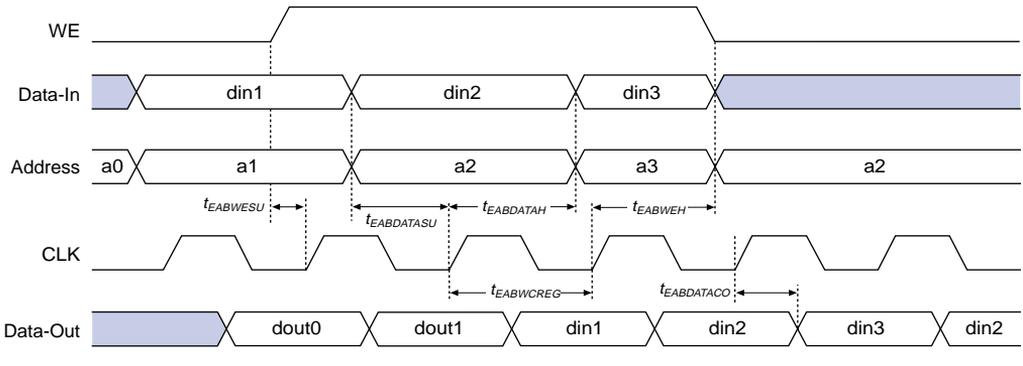 WE
Data-In din1 din2 din3
Address a0 a1 a2 a3 a2
tEABWESU tEABDATASU tEABDATAH tEABWEH
CLK
tEABWCREG tEABDATACO
Data-Out dout0 dout1 din1 din2 din3 din2